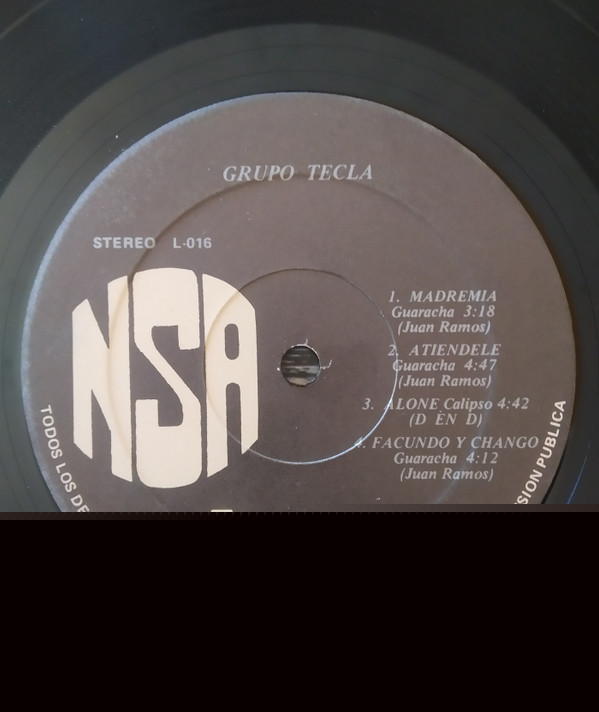 GRUPO TECLA
STEREO L-016
NSA
1. MADREMIA
Guaracha 3:18
(Juan Ramos)
2. ATIENDELE
Guaracha 4:47
(Juan Ramos)
3. ALONE Calipso 4:42
(D EN D)
4. FACUNDO Y CHANGO
Guaracha 4:12
(Juan Ramos)
TODOS LOS DE
SION PUBLICA